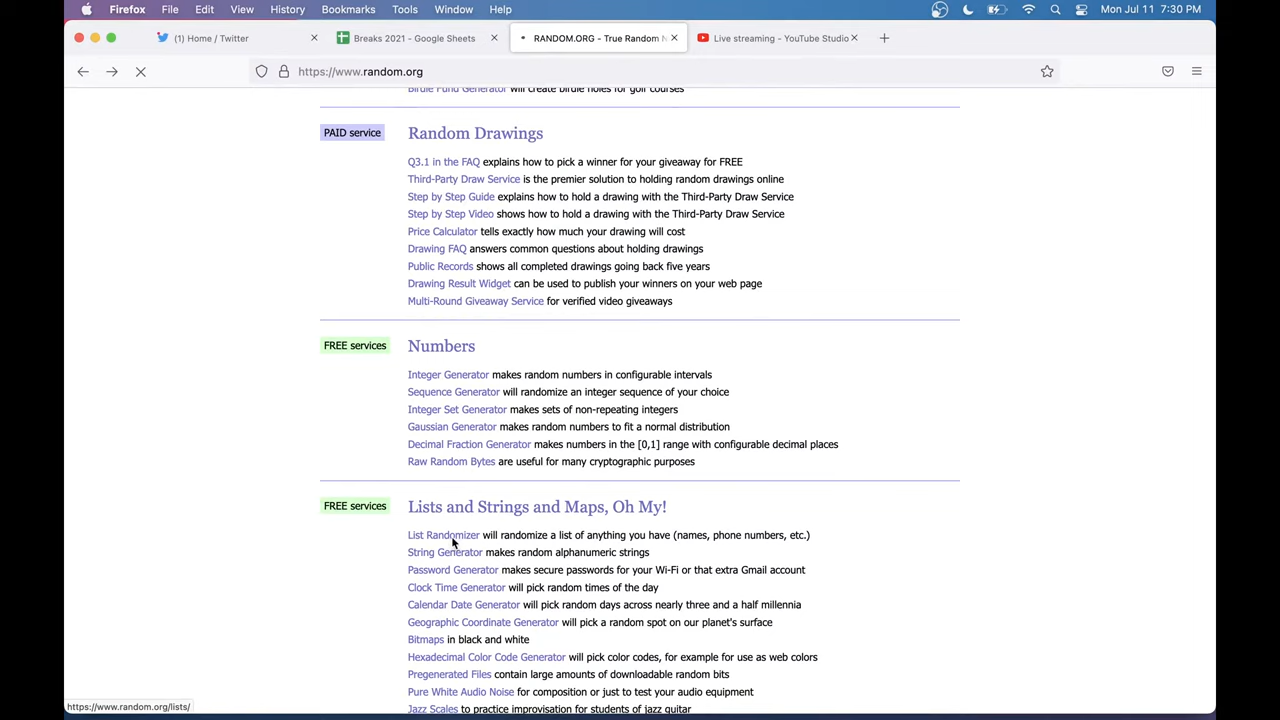 Firefox File Edit View History Bookmarks Tools Window Help Mon Jul 11 7:30 PM
(1) Home / Twitter Breaks 2021 - Google Sheets RANDOM.ORG - True Random N Live streaming - YouTube Studio
https://www.random.org
Birdie Fund Generator will create birdie holes for golf courses
PAID service Random Drawings
Q3.1 in the FAQ explains how to pick a winner for your giveaway for FREE
Third-Party Draw Service is the premier solution to holding random drawings online
Step by Step Guide explains how to hold a drawing with the Third-Party Draw Service
Step by Step Video shows how to hold a drawing with the Third-Party Draw Service
Price Calculator tells exactly how much your drawing will cost
Drawing FAQ answers common questions about holding drawings
Public Records shows all completed drawings going back five years
Drawing Result Widget can be used to publish your winners on your web page
Multi-Round Giveaway Service for verified video giveaways
FREE services Numbers
Integer Generator makes random numbers in configurable intervals
Sequence Generator will randomize an integer sequence of your choice
Integer Set Generator makes sets of non-repeating integers
Gaussian Generator makes random numbers to fit a normal distribution
Decimal Fraction Generator makes numbers in the [0,1] range with configurable decimal places
Raw Random Bytes are useful for many cryptographic purposes
FREE services Lists and Strings and Maps, Oh My!
List Randomizer will randomize a list of anything you have (names, phone numbers, etc.)
String Generator makes random alphanumeric strings
Password Generator makes secure passwords for your Wi-Fi or that extra Gmail account
Clock Time Generator will pick random times of the day
Calendar Date Generator will pick random days across nearly three and a half millennia
Geographic Coordinate Generator will pick a random spot on our planet's surface
Bitmaps in black and white
Hexadecimal Color Code Generator will pick color codes, for example for use as web colors
Pregenerated Files contain large amounts of downloadable random bits
Pure White Audio Noise for composition or just to test your audio equipment
Jazz Scales to practice improvisation for students of jazz guitar
https://www.random.org/lists/